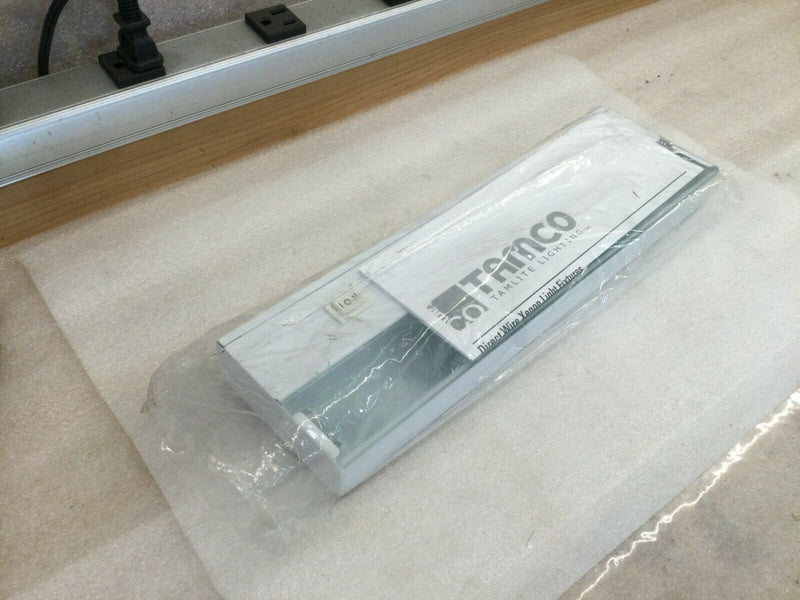 TAMCO
TAMLITE LIGHTING
Direct Wire Xenon Light Fixtures